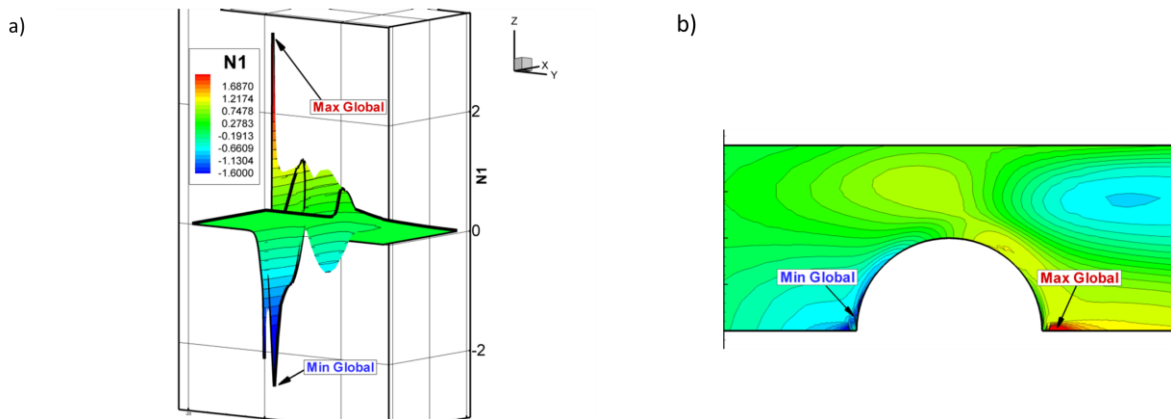 a)
N1
1.6870
1.2174
0.7478
0.2783
-0.1913
-0.6609
-1.1304
-1.6000
Max Global
Min Global
2
0
-2
N1
Z
X
Y
b)
Min Global
Max Global